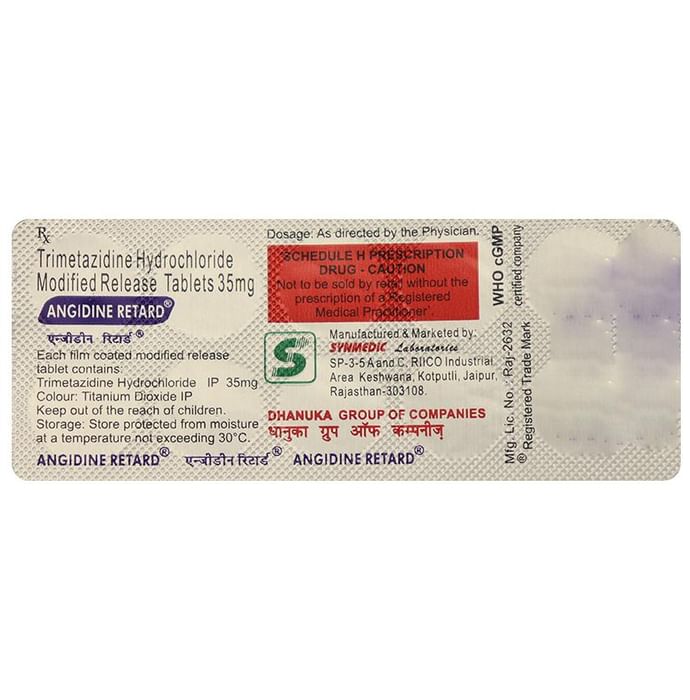 Rx
Trimetazidine Hydrochloride
Modified Release Tablets 35mg
ANGIDINE RETARD®
एन्जीडीन रिटार्ड ®
Each film coated modified release
tablet contains:
Trimetazidine Hydrochloride IP 35mg
Colour: Titanium Dioxide IP
Keep out of the reach of children.
Storage: Store protected from moisture
at a temperature not exceeding 30°C.
ANGIDINE RETARD® एन्जीडीन रिटार्ड ® ANGIDINE RETARD®
Dosage: As directed by the Physician.
SCHEDULE H PRESCRIPTION
DRUG - CAUTION
Not to be sold by retail without the
prescription of a Registered
Medical Practitioner'.
S
Manufactured & Marketed by:
SYNMEDIC Laboratories
SP-3-5A and C, RIICO Industrial
Area Keshwana, Kotputli, Jaipur,
Rajasthan-303108.
DHANUKA GROUP OF COMPANIES
धानुका ग्रुप ऑफ कम्पनीज़
WHO cGMP
certified company
Mfg. Lic. No. : Raj-2632
® Registered Trade Mark